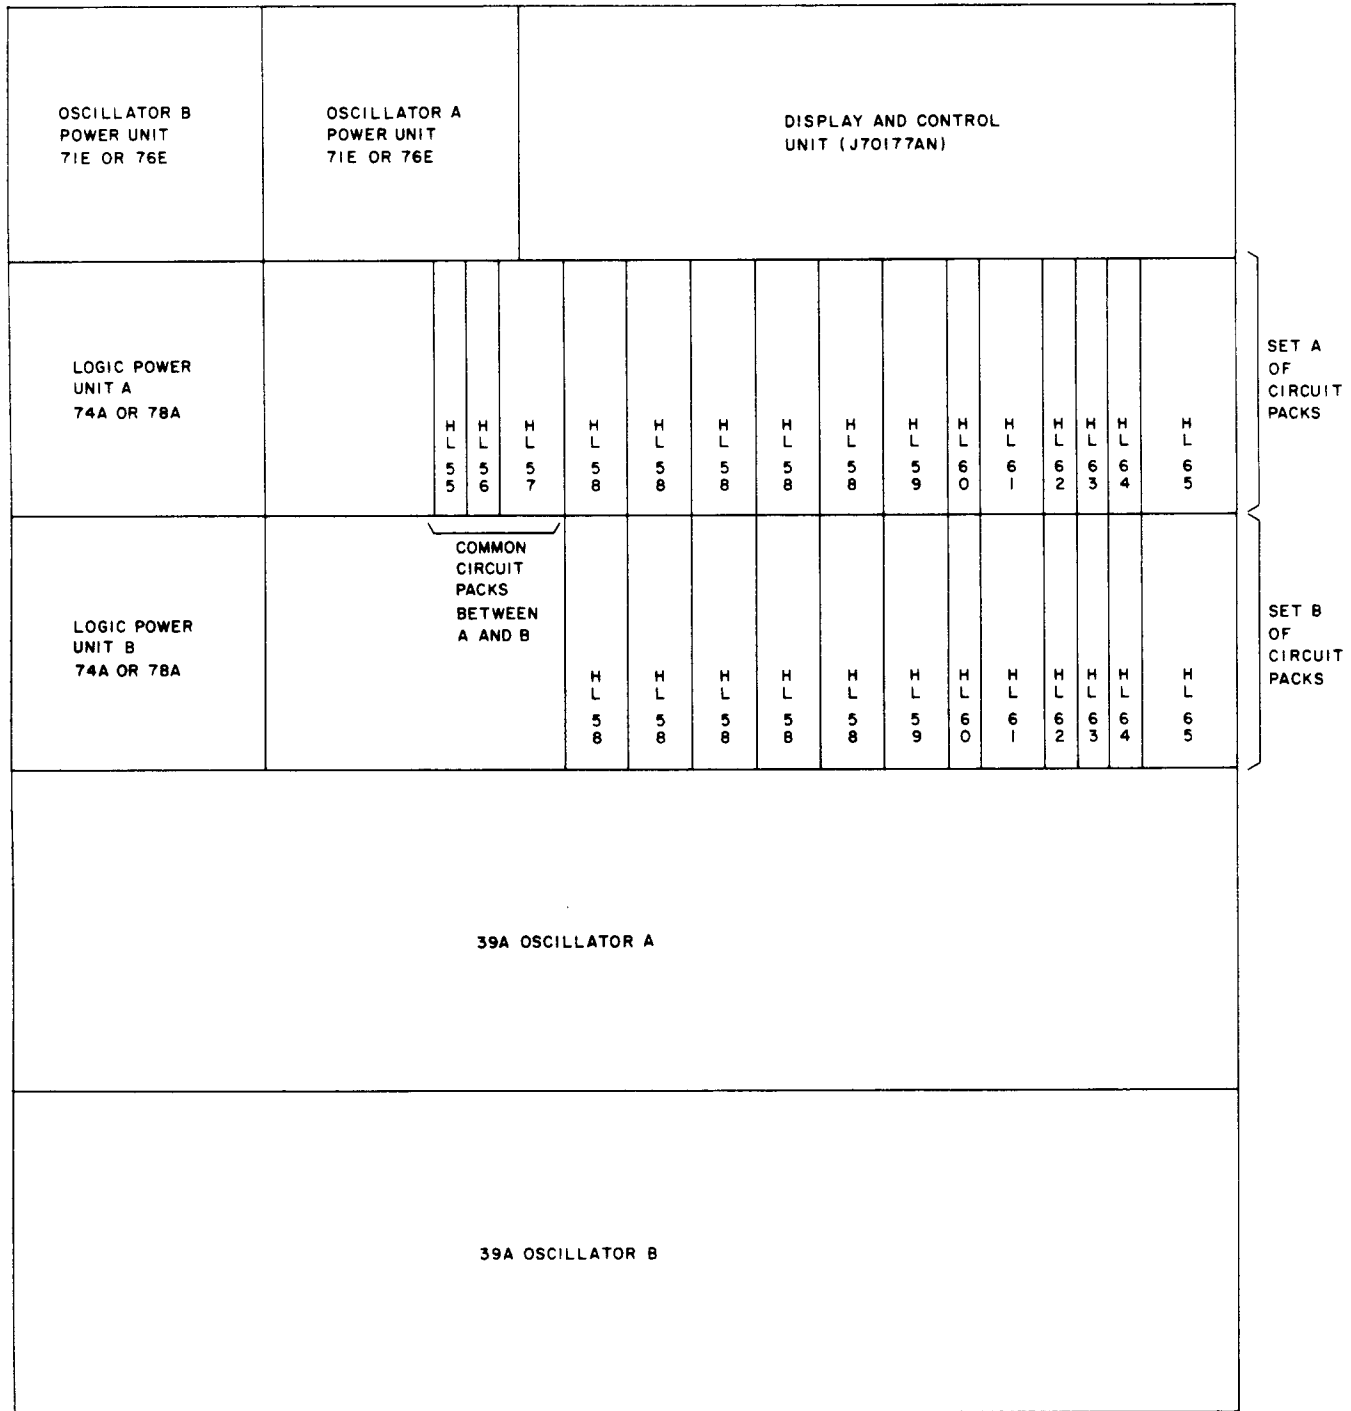 OSCILLATOR B
POWER UNIT
71E OR 76E
OSCILLATOR A
POWER UNIT
71E OR 76E
DISPLAY AND CONTROL
UNIT (J70177AN)
LOGIC POWER
UNIT A
74A OR 78A
HL55
HL56
HL57
HL58
HL58
HL58
HL58
HL58
HL59
HL60
HL61
HL62
HL63
HL64
HL65
SET A
OF
CIRCUIT
PACKS
LOGIC POWER
UNIT B
74A OR 78A
COMMON
CIRCUIT
PACKS
BETWEEN
A AND B
HL58
HL58
HL58
HL58
HL58
HL59
HL60
HL61
HL62
HL63
HL64
HL65
SET B
OF
CIRCUIT
PACKS
39A OSCILLATOR A
39A OSCILLATOR B